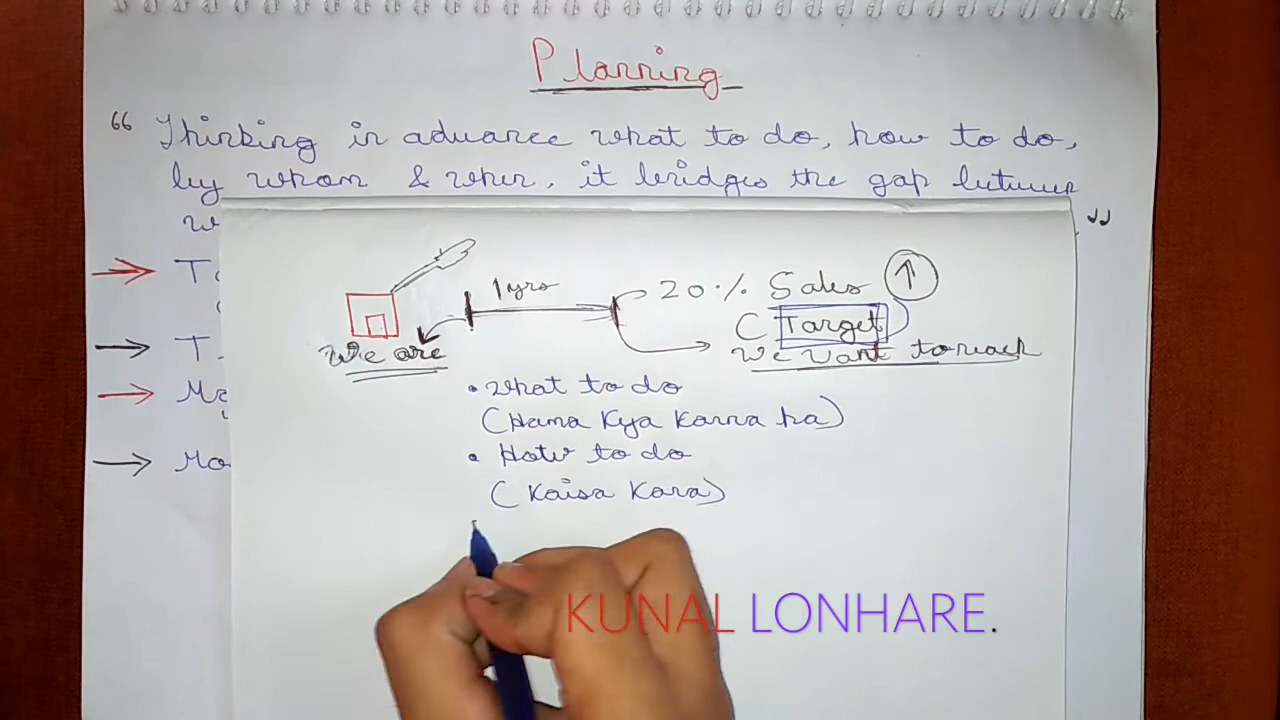 Planning
“ Thinking in advance what to do, how to do,
by whom & when, it bridges the gap between
1 yrs
20% Sales ↑
( Target
We are
We want to reach
• What to do
(Hama Kya Karna ha)
• How to do
(Kaisa Kara)
KUNAL LONHARE.